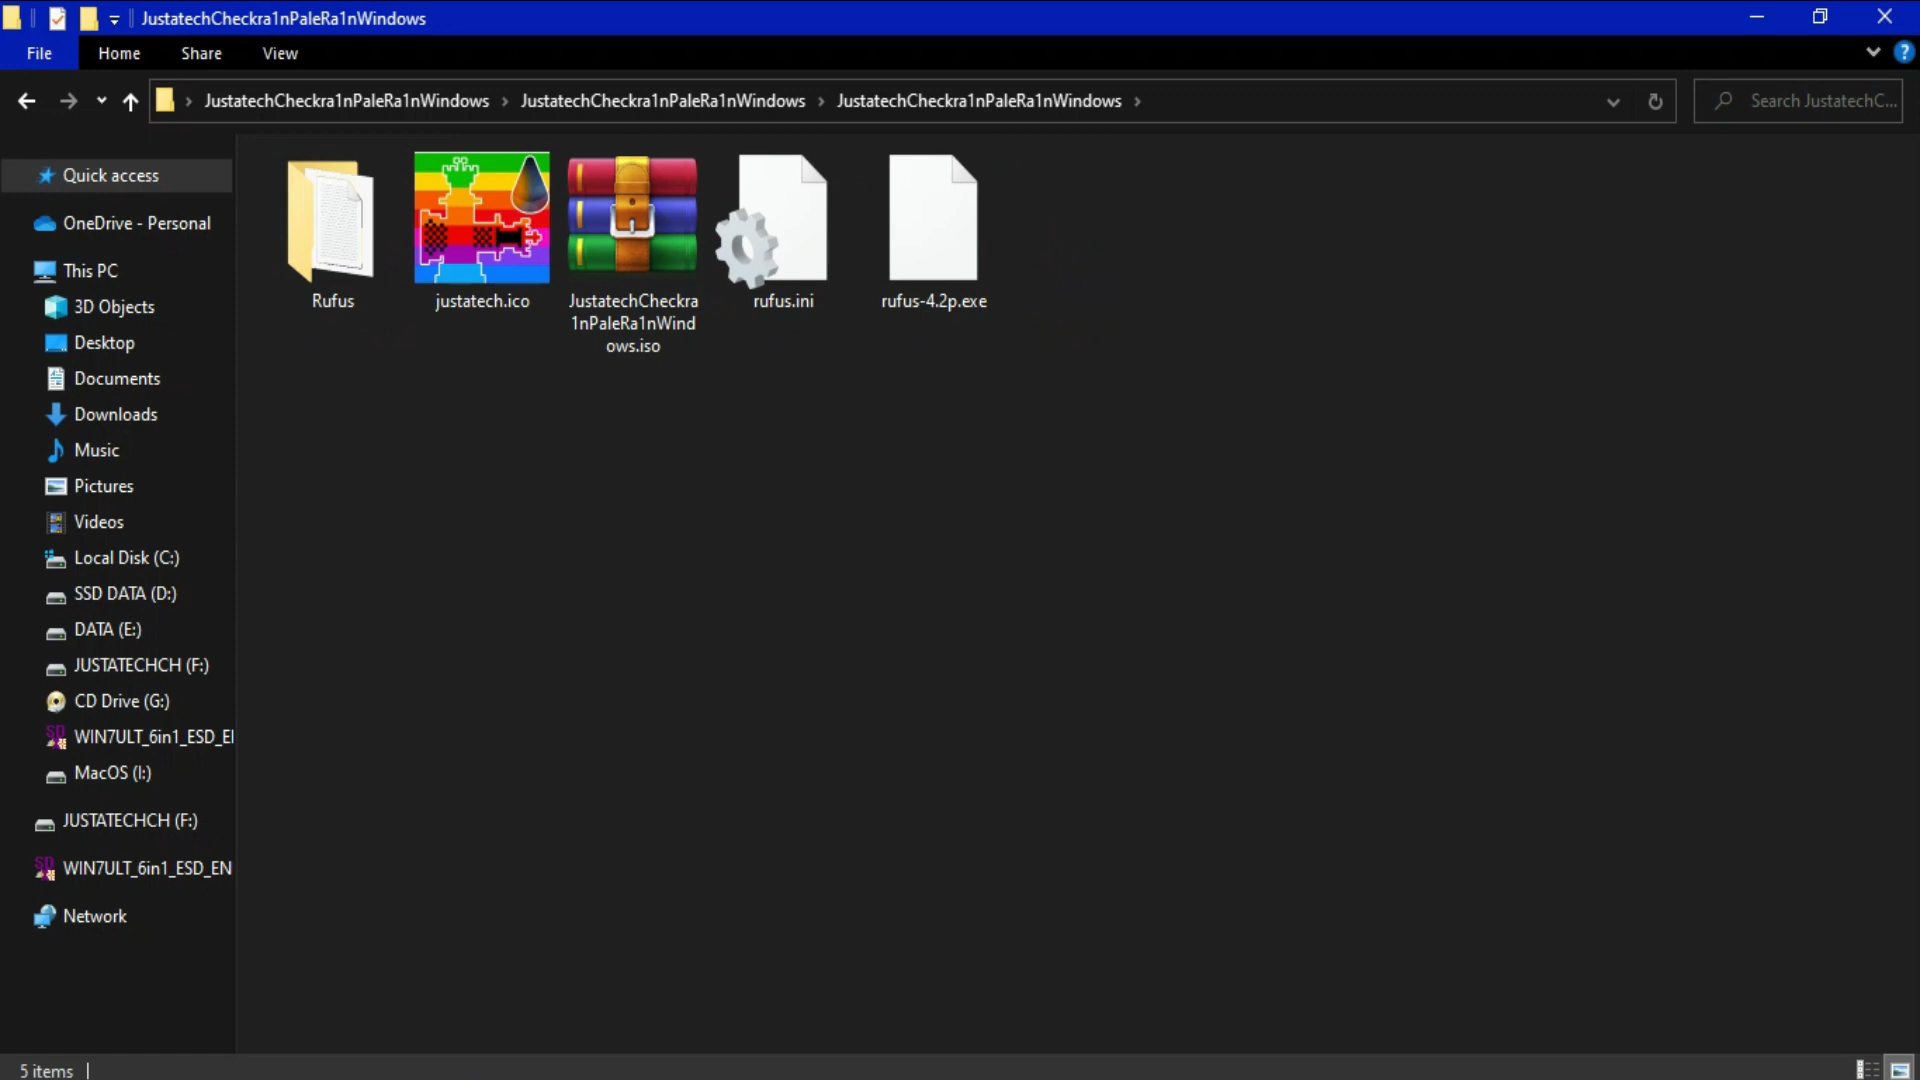 JustatechCheckra1nPaleRa1nWindows
File Home Share View
?
JustatechCheckra1nPaleRa1nWindows JustatechCheckra1nPaleRa1nWindows JustatechCheckra1nPaleRa1nWindows
Search JustatechC...
Quick access
OneDrive - Personal
This PC
3D Objects
Desktop
Documents
Downloads
Music
Pictures
Videos
Local Disk (C:)
SSD DATA (D:)
DATA (E:)
JUSTATECHCH (F:)
CD Drive (G:)
WIN7ULT_6in1_ESD_E
MacOS (I:)
JUSTATECHCH (F:)
WIN7ULT_6in1_ESD_EN
Network
Rufus
justatech.ico
JustatechCheckra
1nPaleRa1nWind
ows.iso
rufus.ini
rufus-4.2p.exe
5 items